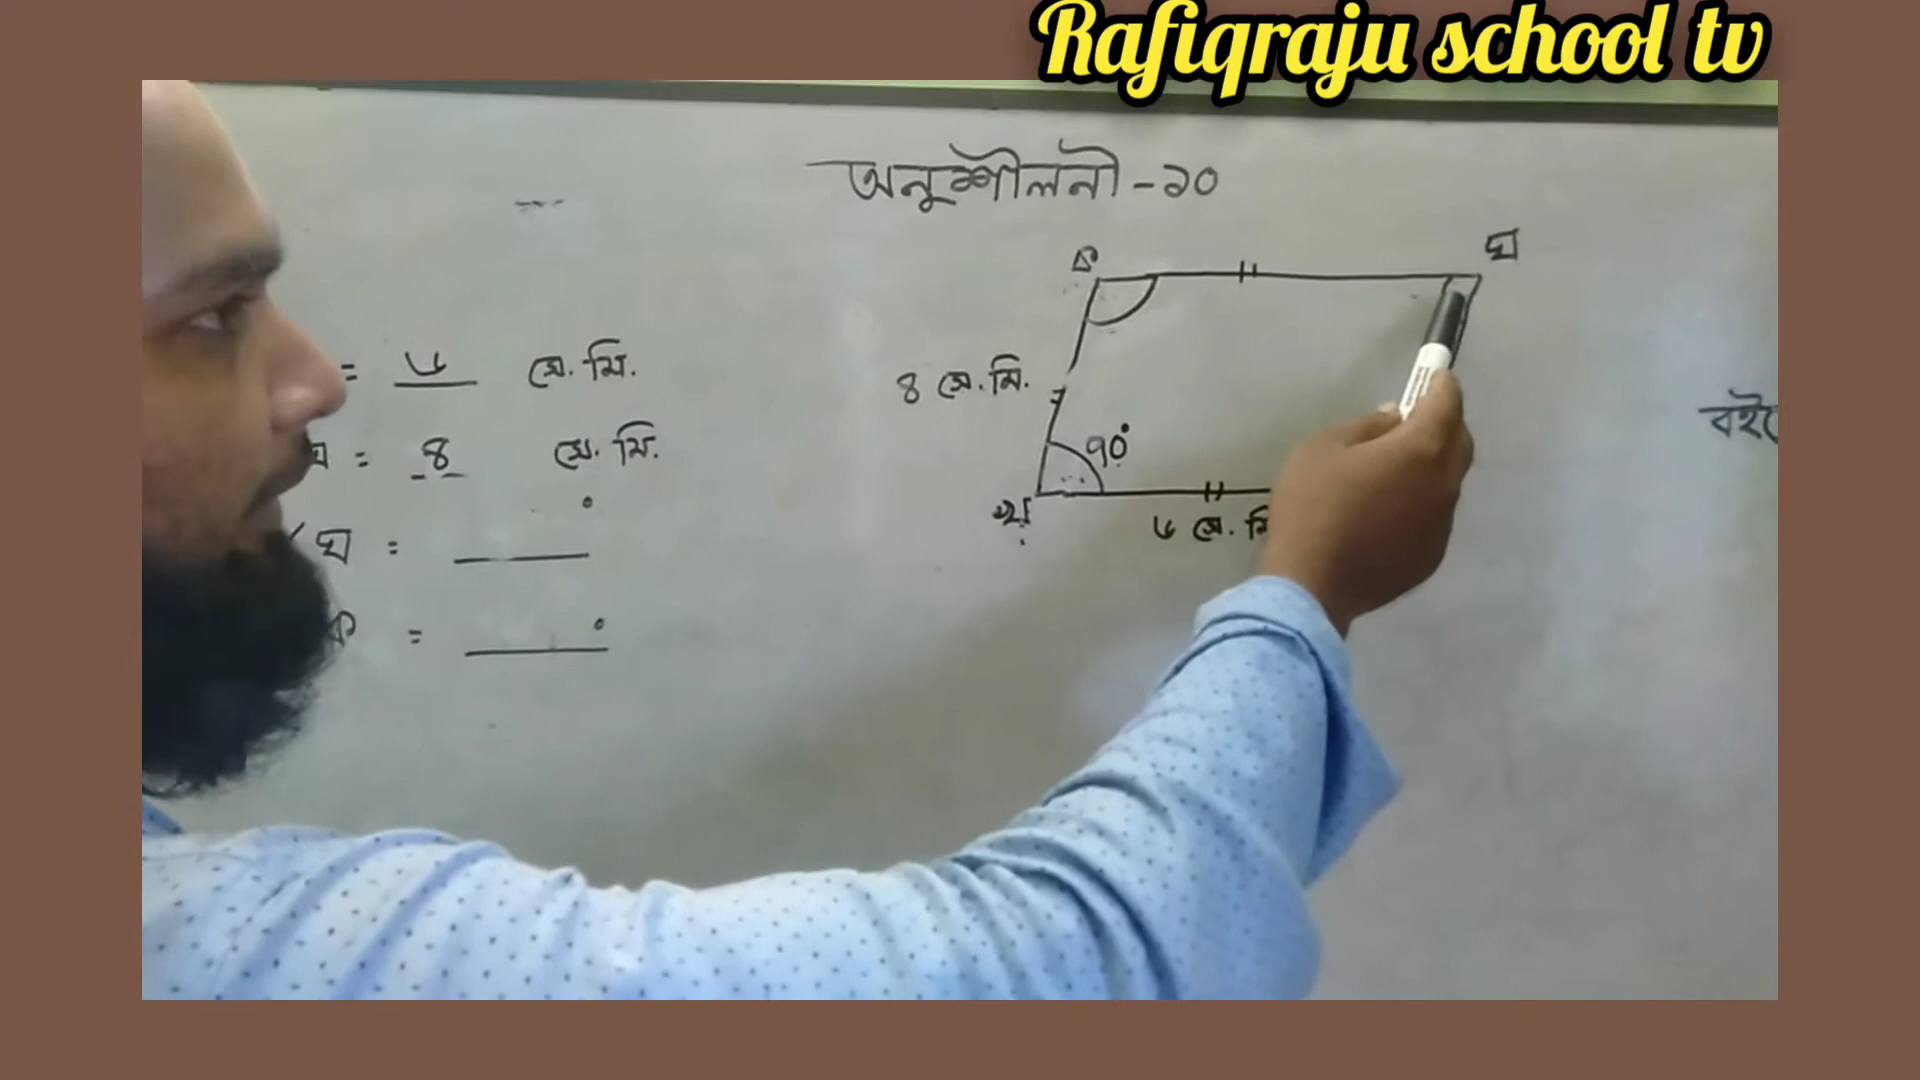 Rafiqraju school tv
অনুশীলনী - ১০
= ৬ সে. মি.
ঘ = ৪ সে. মি.
ঘ = °
ক = °
ক
ঘ
৪ সে. মি.
৭০°
খ
৬ সে. মি